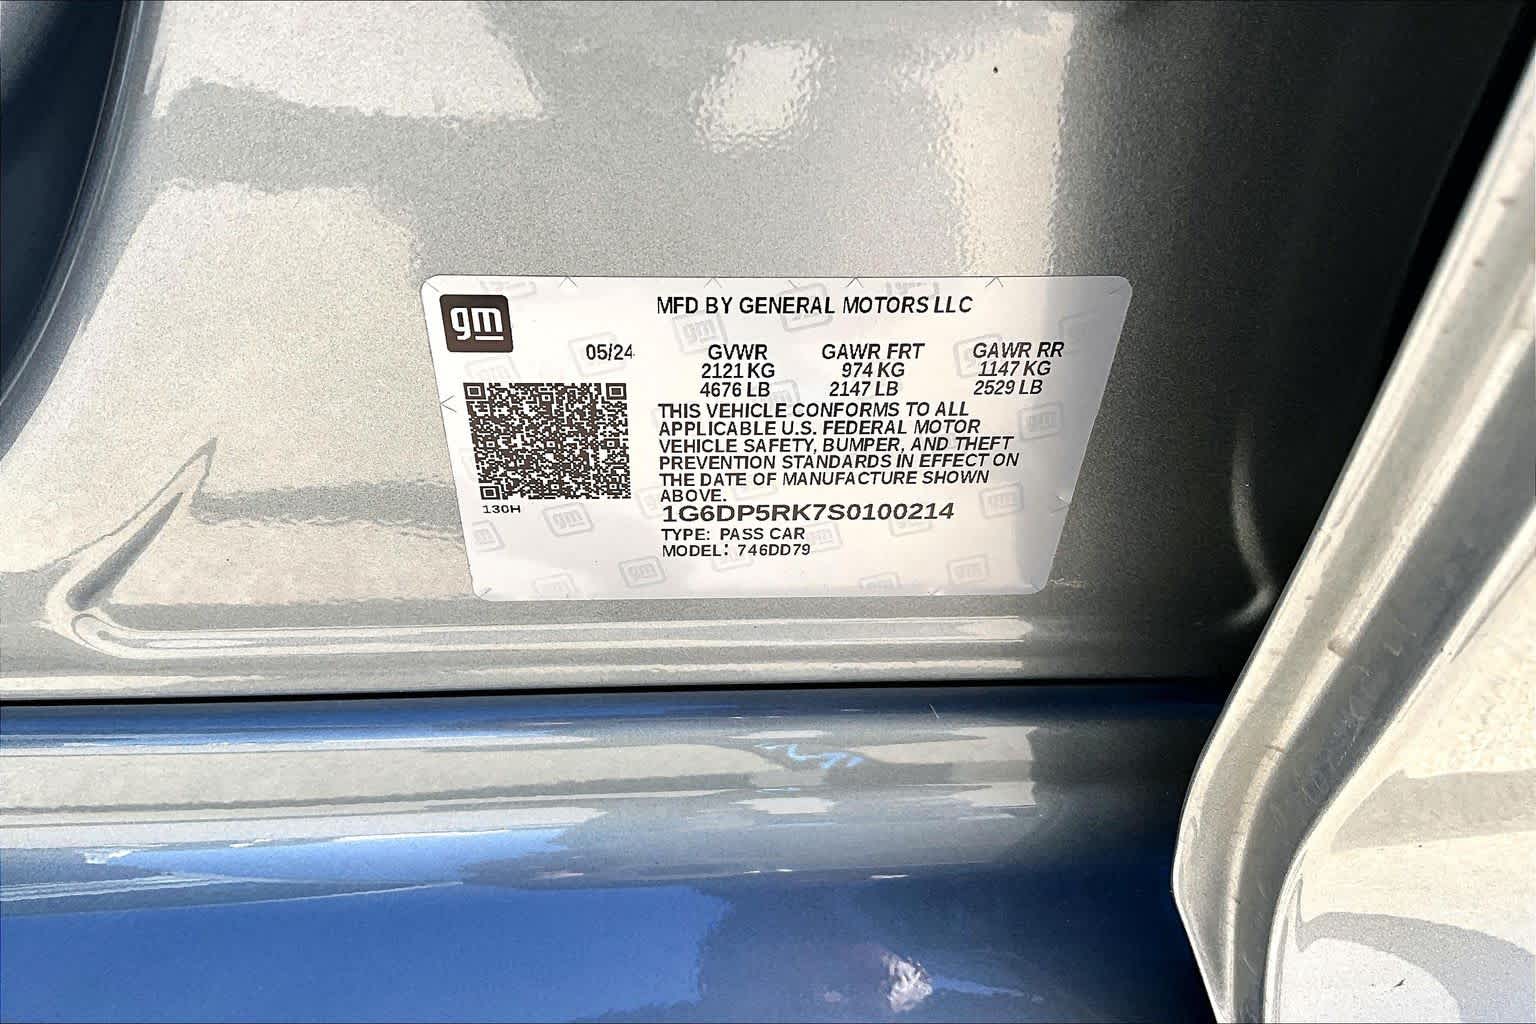 gm
MFD BY GENERAL MOTORS LLC
05/24 GVWR GAWR FRT GAWR RR
2121 KG 974 KG 1147 KG
4676 LB 2147 LB 2529 LB
THIS VEHICLE CONFORMS TO ALL
APPLICABLE U.S. FEDERAL MOTOR
VEHICLE SAFETY, BUMPER, AND THEFT
PREVENTION STANDARDS IN EFFECT ON
THE DATE OF MANUFACTURE SHOWN
ABOVE.
130H
1G6DP5RK7S0100214
TYPE: PASS CAR
MODEL: 746DD79